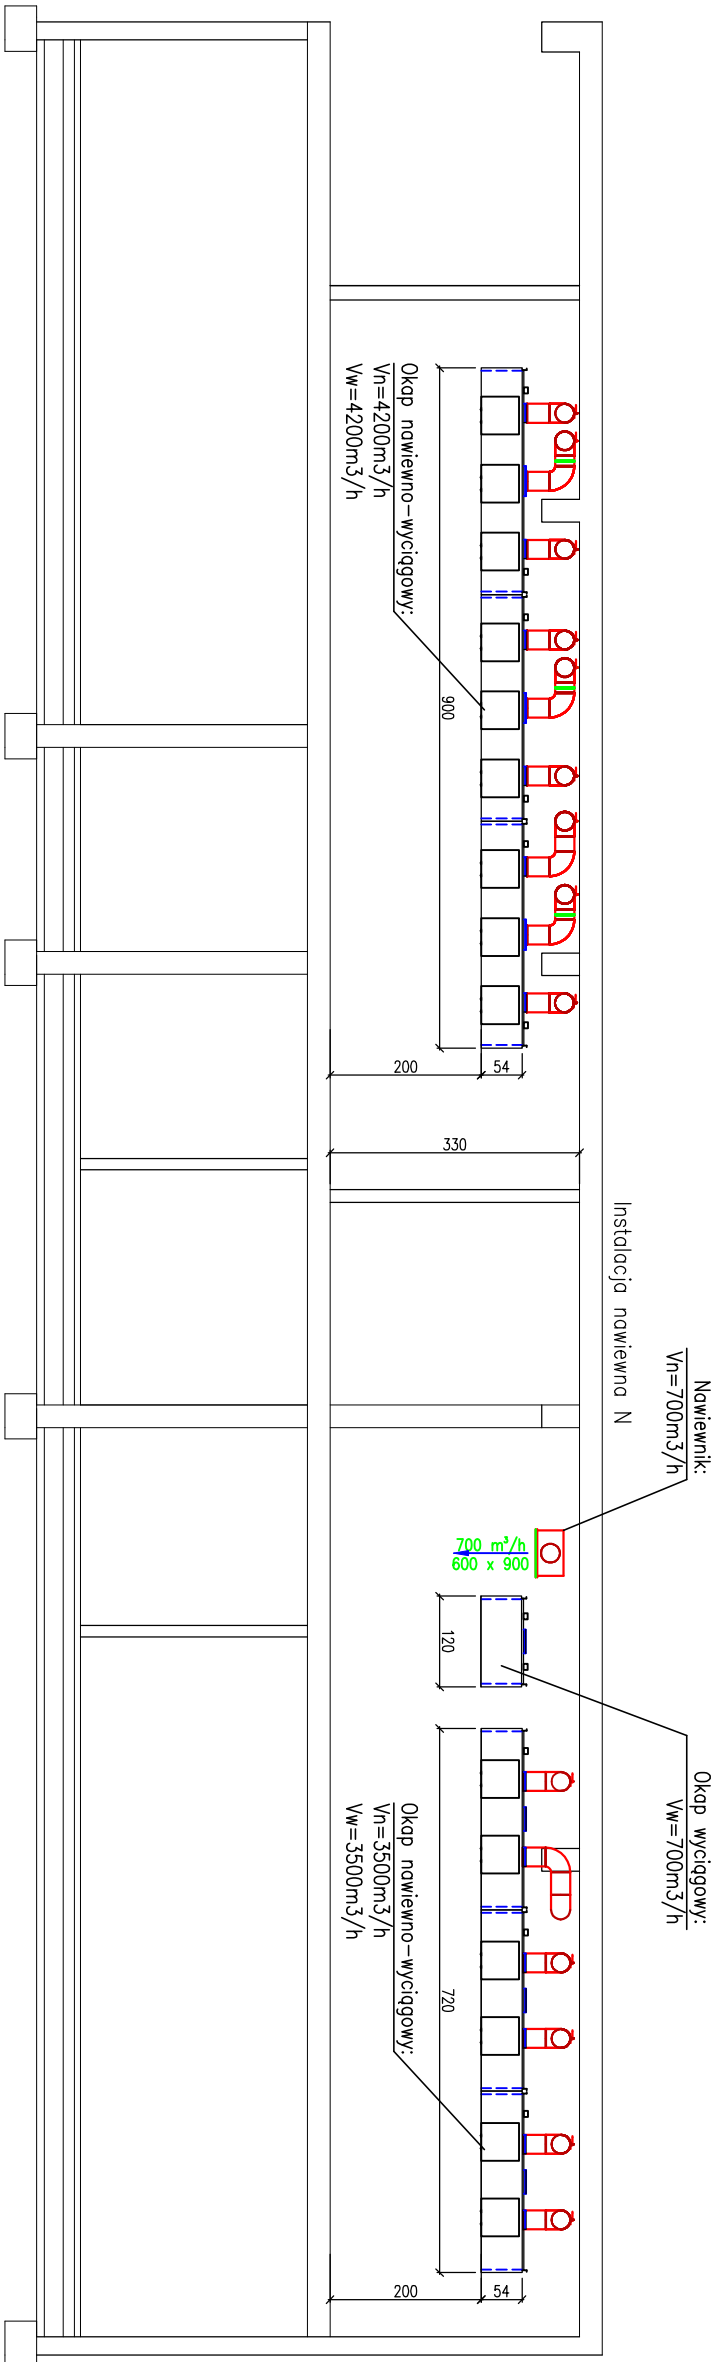 Instalacja nawiewna N
Okap nawiewno-wyciągowy:
Vn=4200m3/h
Vw=4200m3/h
900
200
54
330
Nawiewnik:
Vn=700m3/h
700 m³/h
600 x 900
Okap wyciągowy:
Vw=700m3/h
120
Okap nawiewno-wyciągowy:
Vn=3500m3/h
Vw=3500m3/h
720
200
54